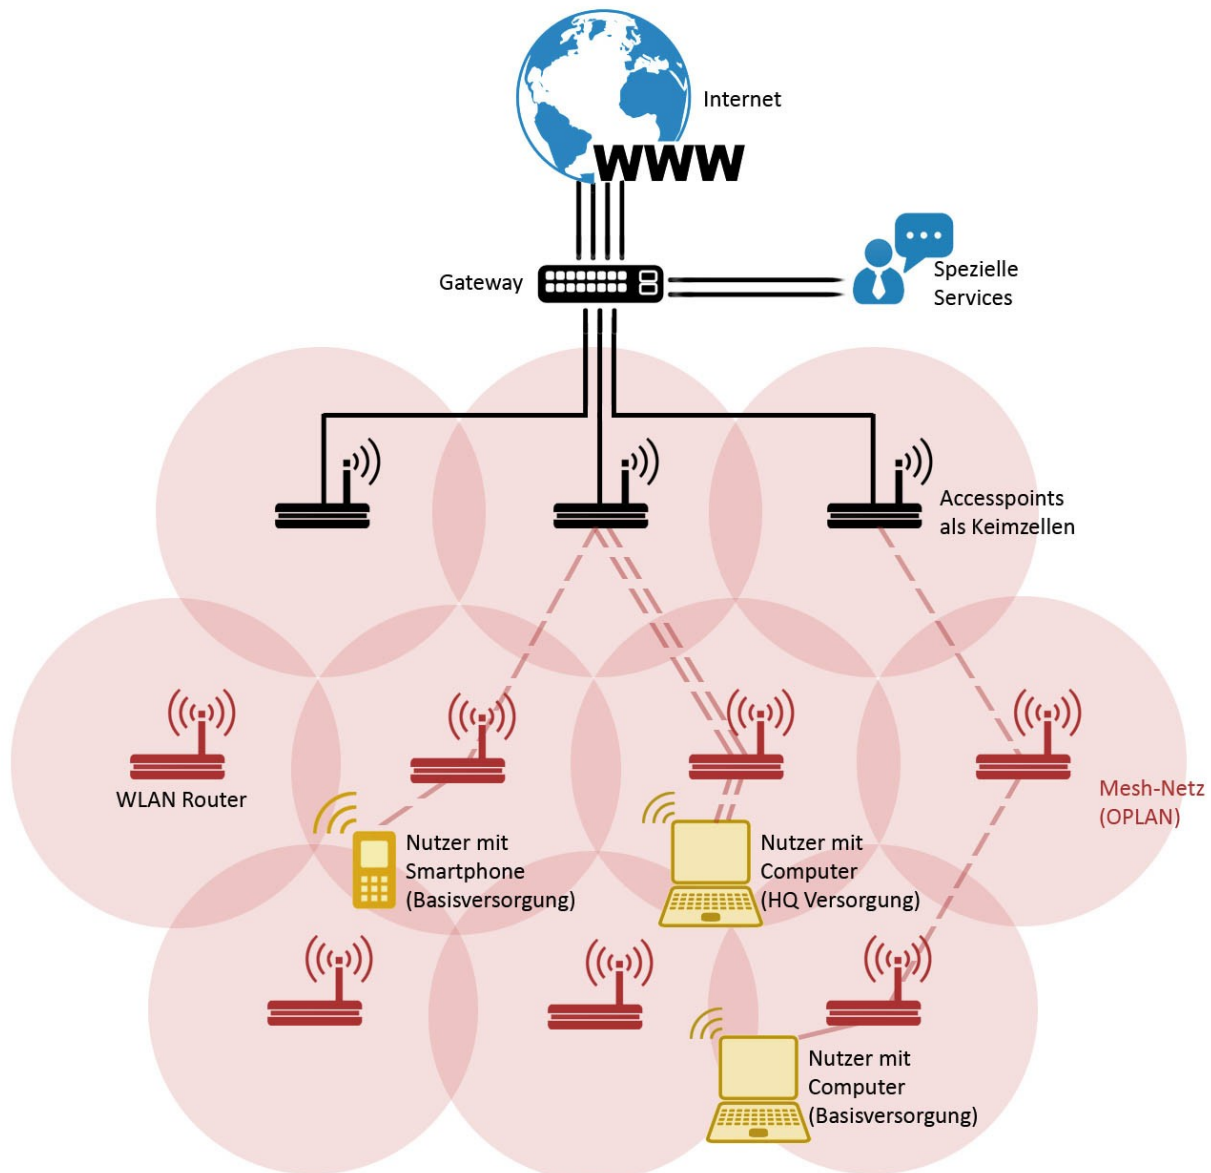 Internet
WWW
Gateway
Spezielle
Services
Accesspoints
als Keimzellen
WLAN Router
Mesh-Netz
(OPLAN)
Nutzer mit
Smartphone
(Basisversorgung)
Nutzer mit
Computer
(HQ Versorgung)
Nutzer mit
Computer
(Basisversorgung)